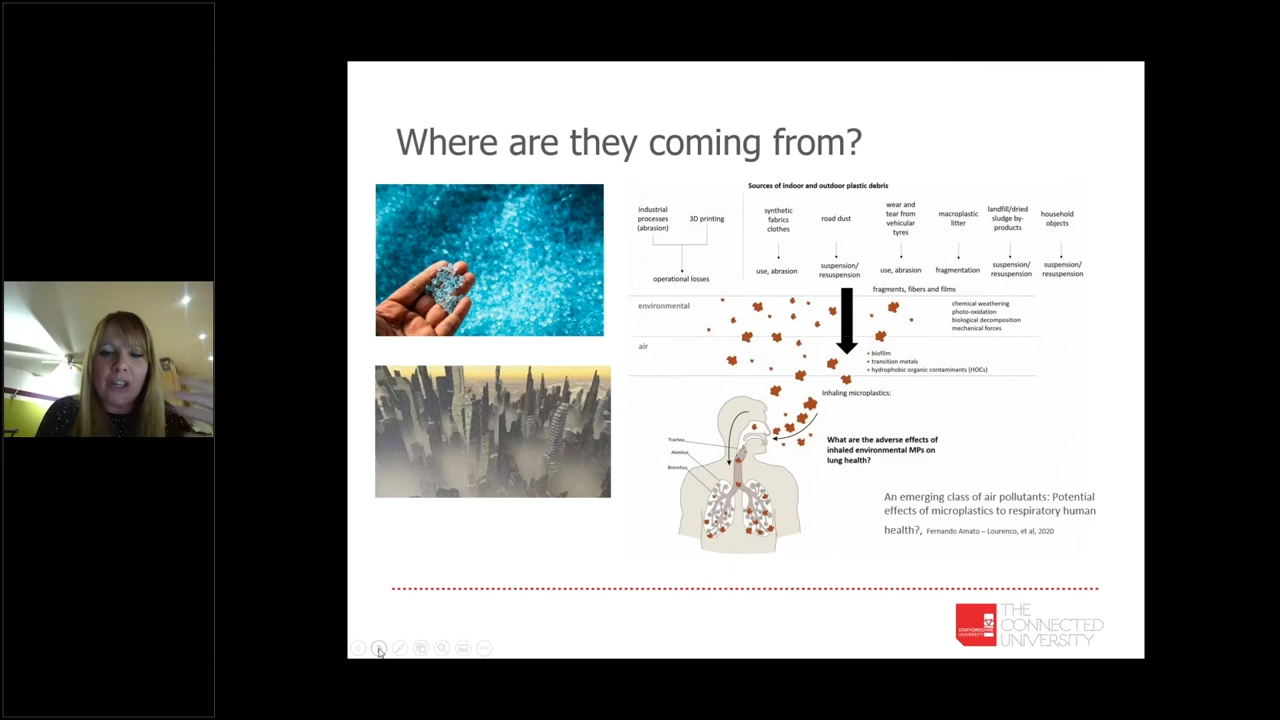 Where are they coming from?
Sources of indoor and outdoor plastic debris
industrial
processes
(abrasion)
3D printing
operational losses
synthetic
fabrics
clothes
use, abrasion
road dust
suspension/
resuspension
wear and
tear from
vehicular
tyres
use, abrasion
macroplastic
litter
fragmentation
landfill/dried
sludge by-
products
suspension/
resuspension
household
objects
suspension/
resuspension
fragments, fibers and films
environmental
chemical weathering
photo-oxidation
biological decomposition
mechanical forces
air
+ biofilm
+ transition metals
+ hydrophobic organic contaminants (HOCs)
Inhaling microplastics:
Trachea
Alveolus
Bronchus
What are the adverse effects of
inhaled environmental MPs on
lung health?
An emerging class of air pollutants: Potential
effects of microplastics to respiratory human
health?, Fernando Amato – Lourenco, et al, 2020
STAFFORDSHIRE
UNIVERSITY
THE
CONNECTED
UNIVERSITY